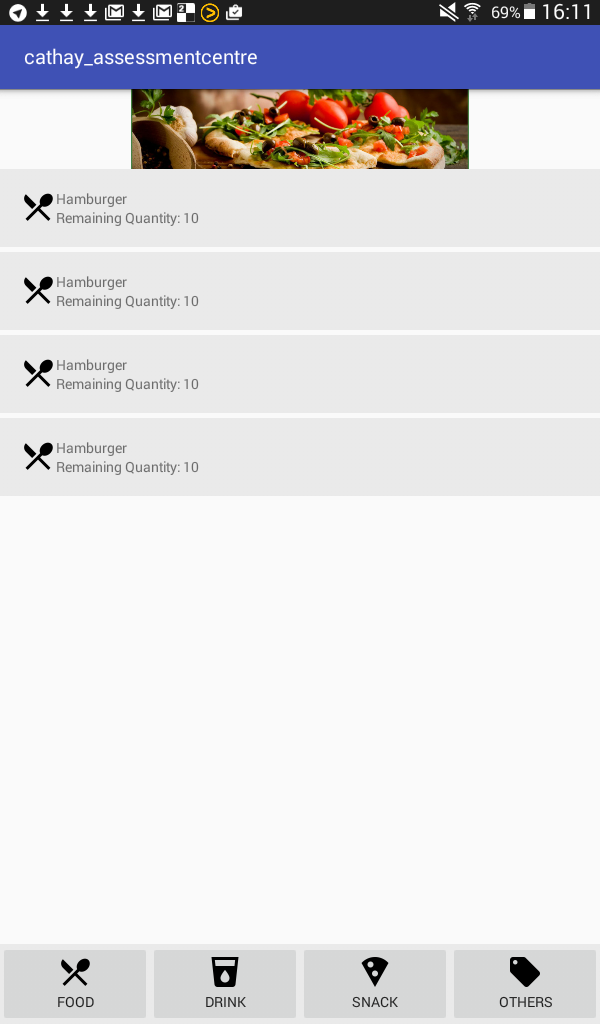 69% 16:11
cathay_assessmentcentre
Hamburger
Remaining Quantity: 10
Hamburger
Remaining Quantity: 10
Hamburger
Remaining Quantity: 10
Hamburger
Remaining Quantity: 10
FOOD DRINK SNACK OTHERS